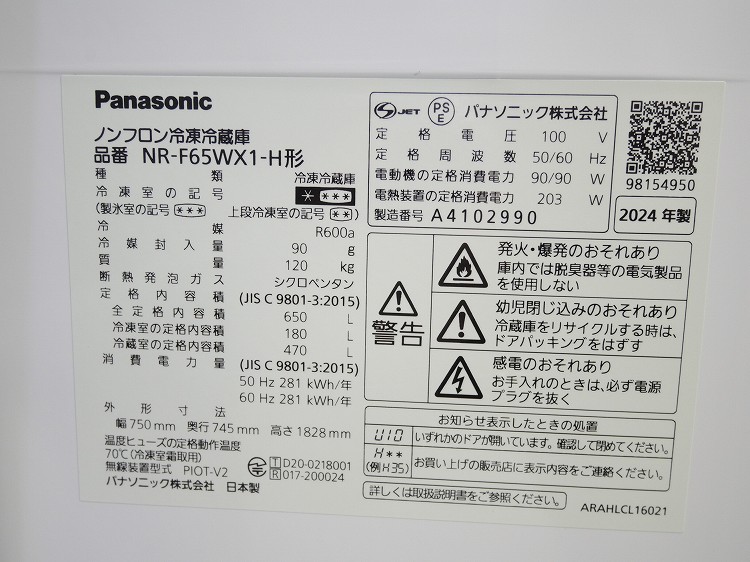 Panasonic
ノンフロン冷凍冷蔵庫
品番 NR-F65WX1-H形
種類 冷凍冷蔵庫
冷凍室の記号 * ***
(製氷室の記号 *** 上段冷凍室の記号 **)
冷媒 R600a
冷媒封入量 90 g
質量 120 kg
断熱発泡ガス シクロペンタン
定格内容積 (JIS C 9801-3:2015)
全定格内容積 650 L
冷凍室の定格内容積 180 L
冷蔵室の定格内容積 470 L
消費電力量 (JIS C 9801-3:2015)
50 Hz 281 kWh/年
60 Hz 281 kWh/年
外形寸法
幅 750 mm 奥行 745 mm 高さ 1828 mm
温度ヒューズの定格動作温度
70℃(冷凍室霜取用)
無線装置型式 PIOT-V2
T D20-0218001
R 017-200024
パナソニック株式会社 日本製
JET PS E パナソニック株式会社
定格電圧 100 V
定格周波数 50/60 Hz
電動機の定格消費電力 90/90 W
電熱装置の定格消費電力 203 W
製造番号 A4102990
98154950
2024 年製
警告
発火・爆発のおそれあり
庫内では脱臭器等の電気製品
を使用しない
幼児閉じ込みのおそれあり
冷蔵庫をリサイクルする時は、
ドアパッキングをはずす
感電のおそれあり
お手入れのときは、必ず電源
プラグを抜く
お知らせ表示したときの処置
U10 いずれかのドアが開いています。確認して閉めてください。
H** (例 H35) お買い上げの販売店に表示内容をご連絡ください。
詳しくは取扱説明書をご参照ください。
ARAHLCL16021